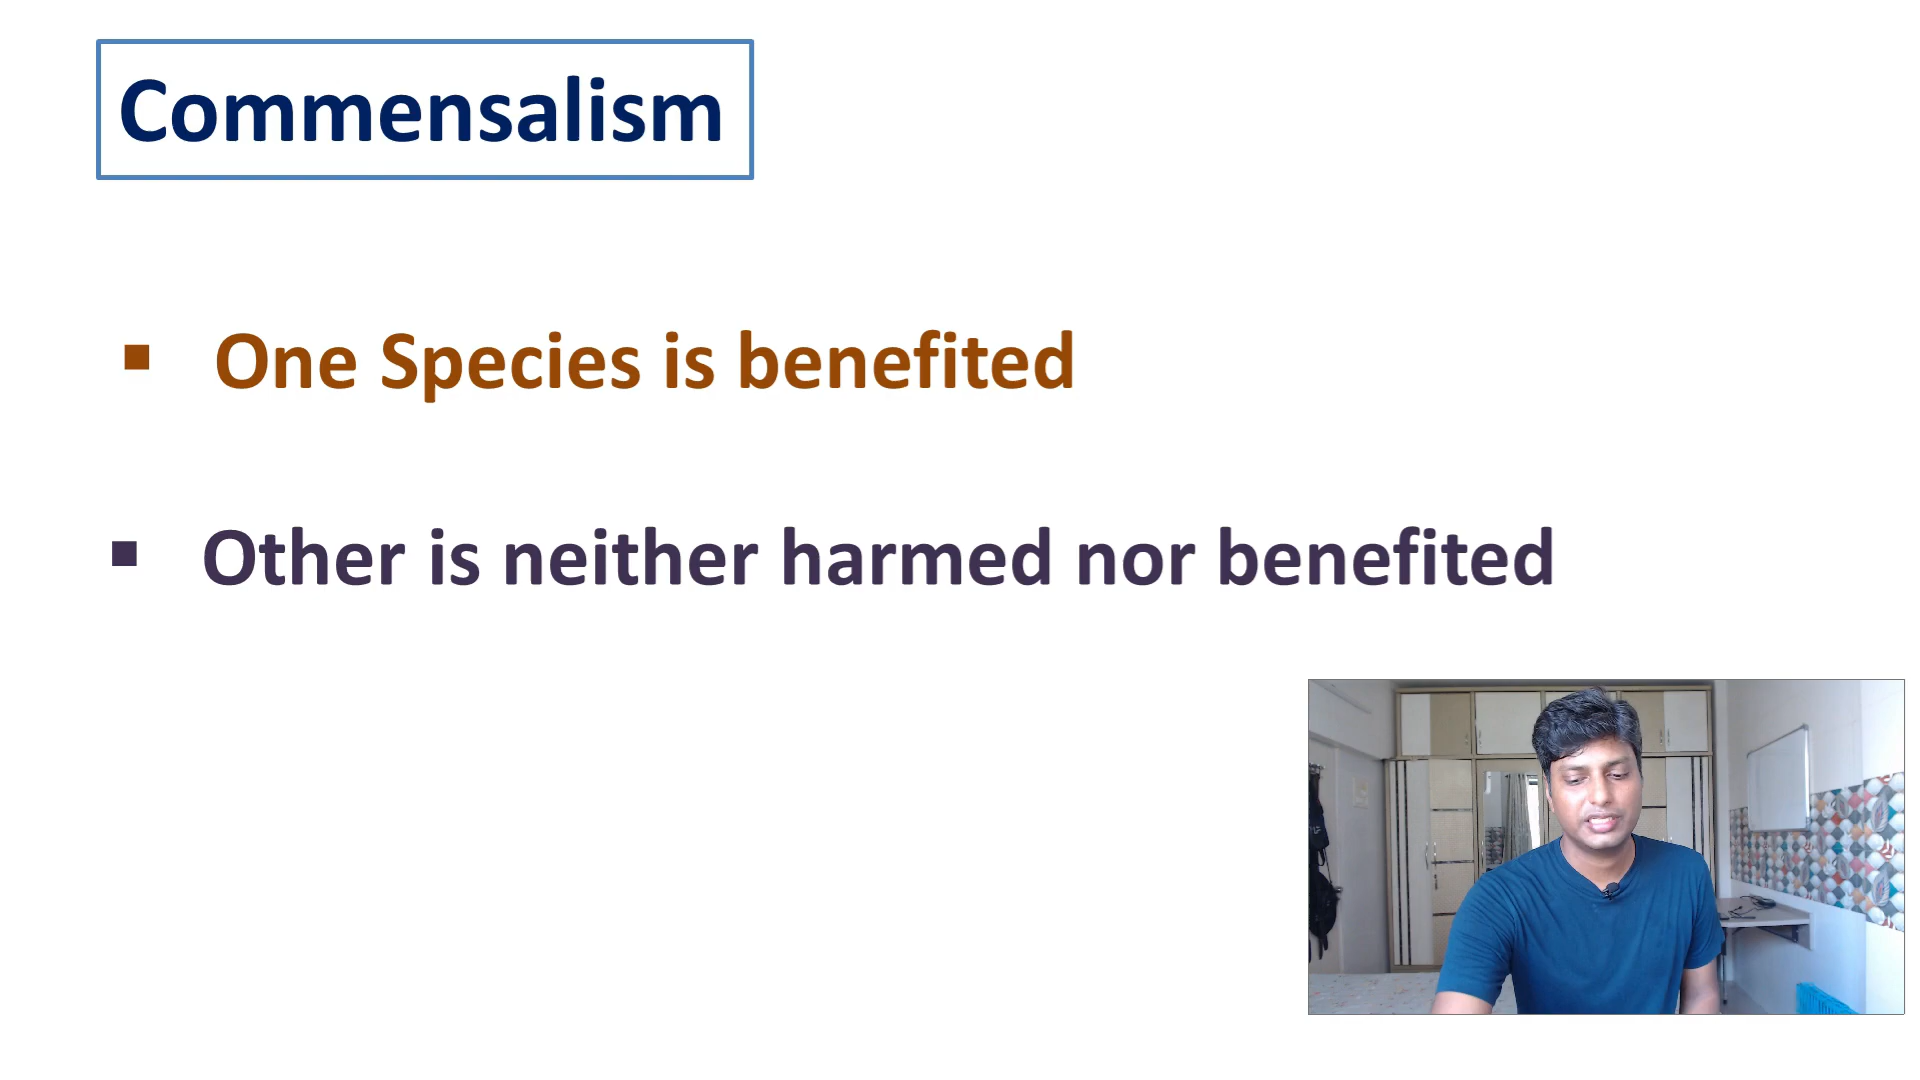 Commensalism
▪ One Species is benefited
▪ Other is neither harmed nor benefited